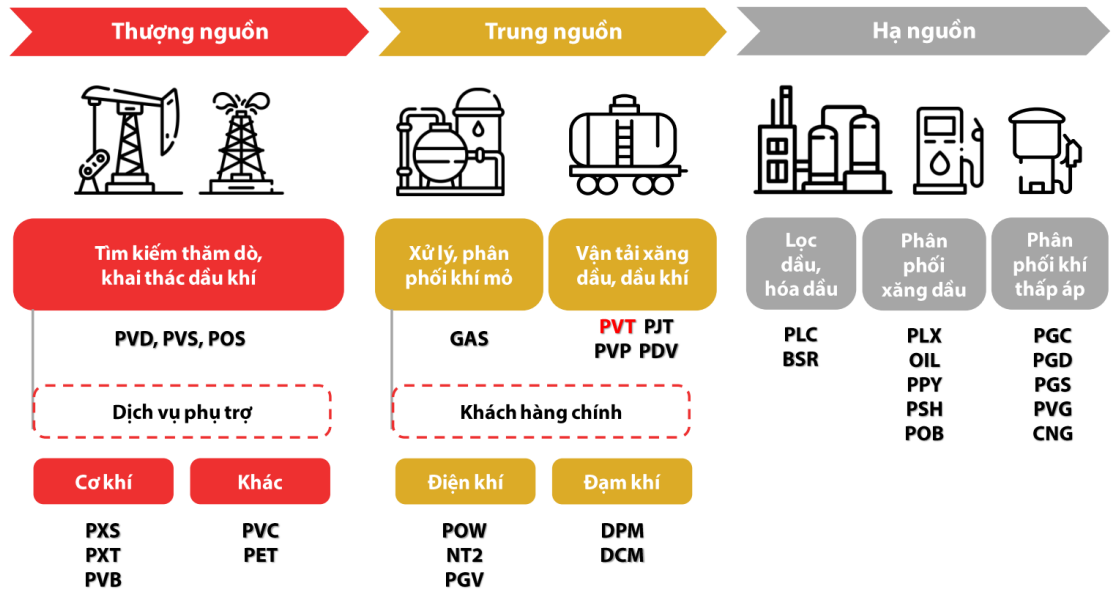 Thượng nguồn
Trung nguồn
Hạ nguồn
Tìm kiếm thăm dò,
khai thác dầu khí
Xử lý, phân
phối khí mỏ
Vận tải xăng
dầu, dầu khí
Lọc
dầu,
hóa dầu
Phân
phối
xăng dầu
Phân
phối khí
thấp áp
PVD, PVS, POS
GAS
PVT PJT
PVP PDV
PLC
BSR
PLX
OIL
PPY
PSH
POB
PGC
PGD
PGS
PVG
CNG
Dịch vụ phụ trợ
Khách hàng chính
Cơ khí
Khác
Điện khí
Đạm khí
PXS
PXT
PVB
PVC
PET
POW
NT2
PGV
DPM
DCM